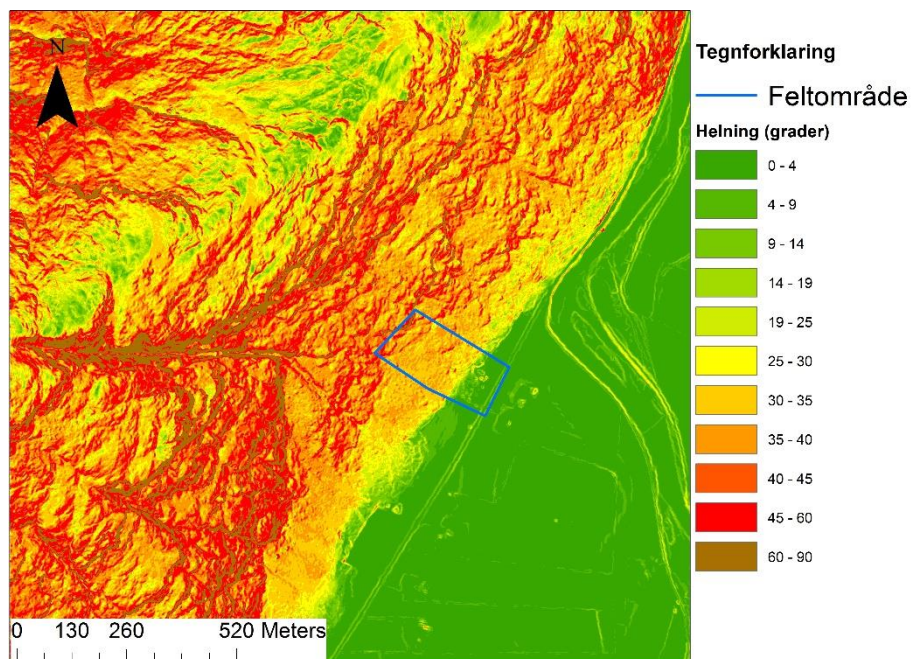 N
Tegnforklaring
Feltområde
Helning (grader)
0 - 4
4 - 9
9 - 14
14 - 19
19 - 25
25 - 30
30 - 35
35 - 40
40 - 45
45 - 60
60 - 90
0 130 260 520 Meters